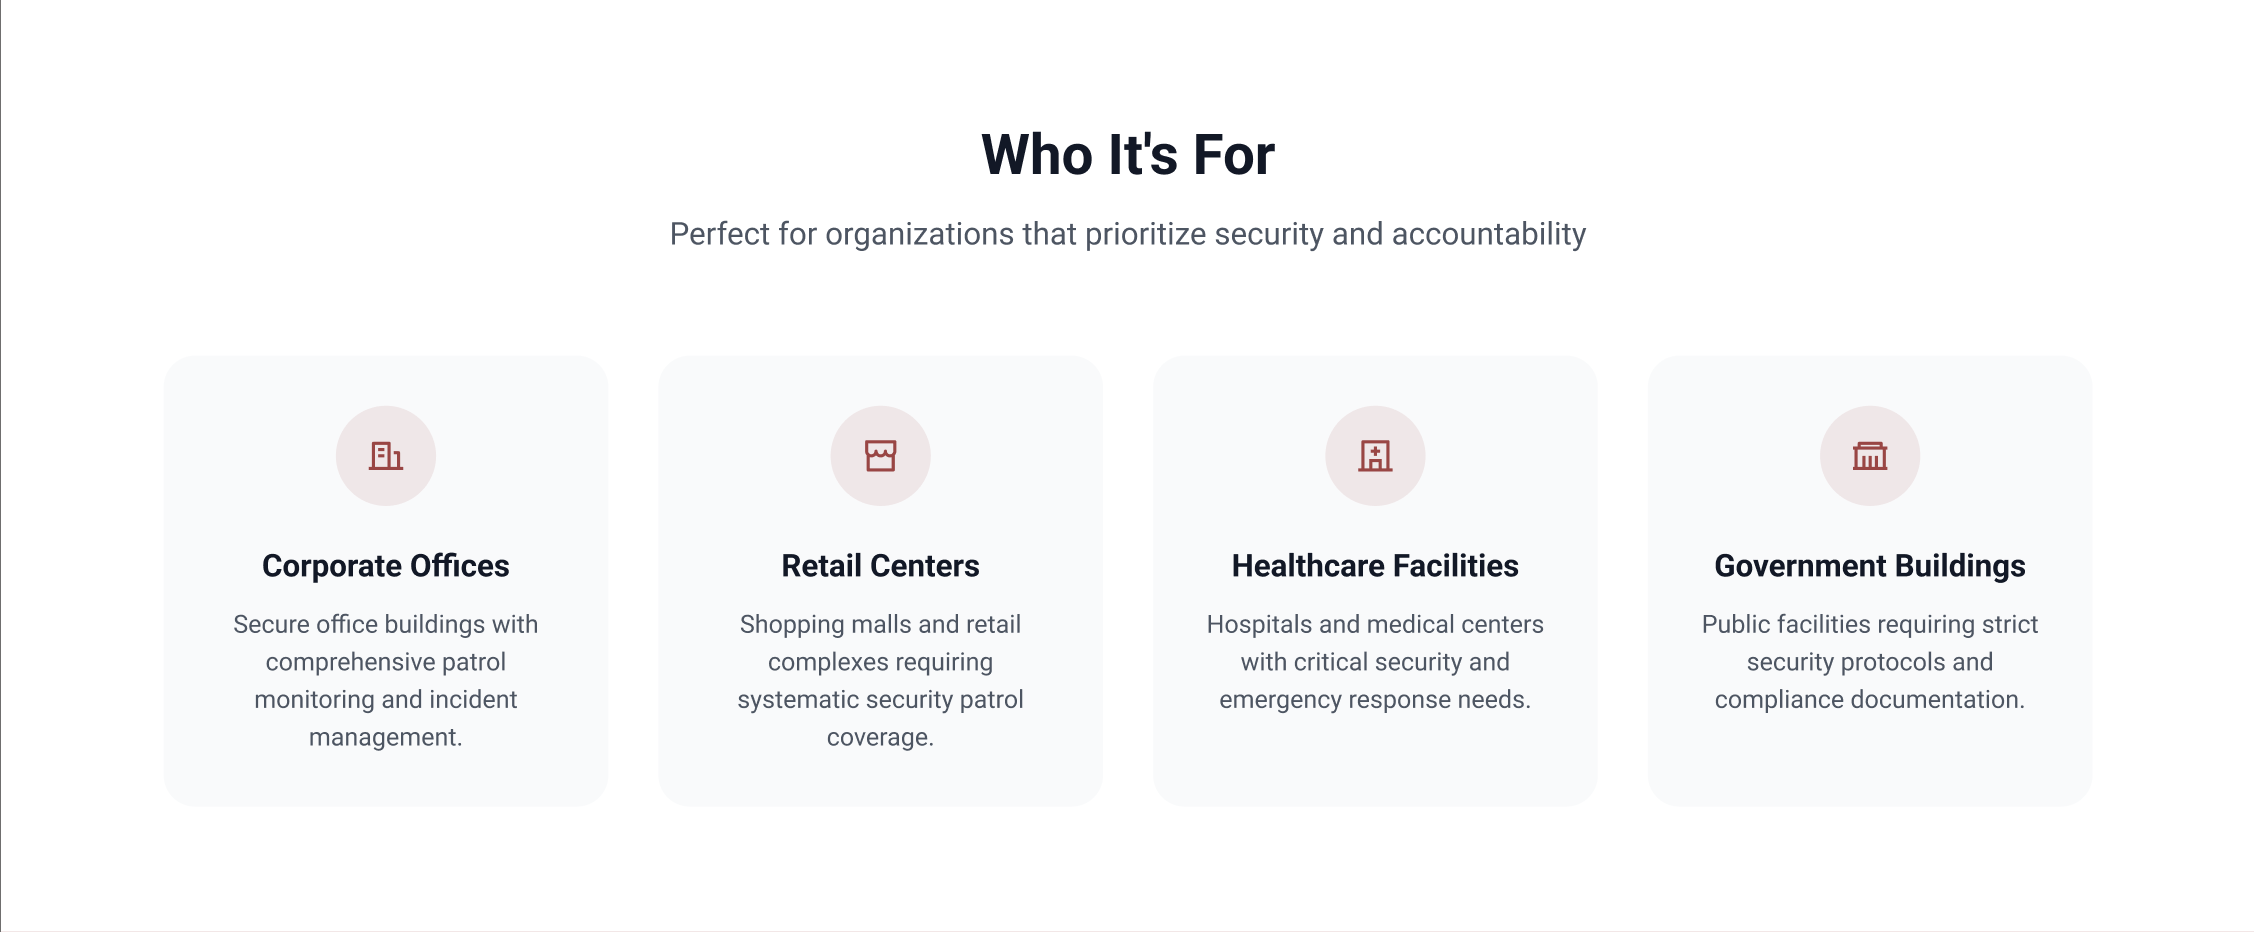 Who It's For
Perfect for organizations that prioritize security and accountability
Corporate Offices
Secure office buildings with
comprehensive patrol
monitoring and incident
management.
Retail Centers
Shopping malls and retail
complexes requiring
systematic security patrol
coverage.
Healthcare Facilities
Hospitals and medical centers
with critical security and
emergency response needs.
Government Buildings
Public facilities requiring strict
security protocols and
compliance documentation.